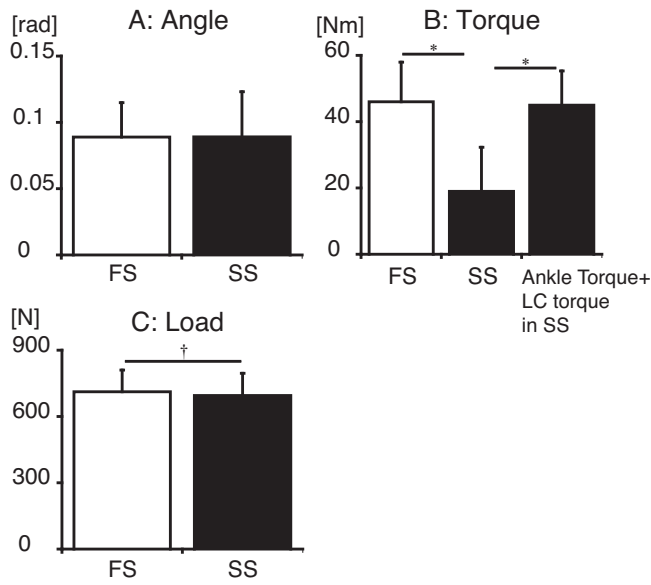 A: Angle
[rad]
0.15
0.1
0.05
0
FS SS
B: Torque
[Nm]
60
40
20
0
* *
FS SS Ankle Torque+
LC torque
in SS
C: Load
[N]
900
600
300
0
†
FS SS